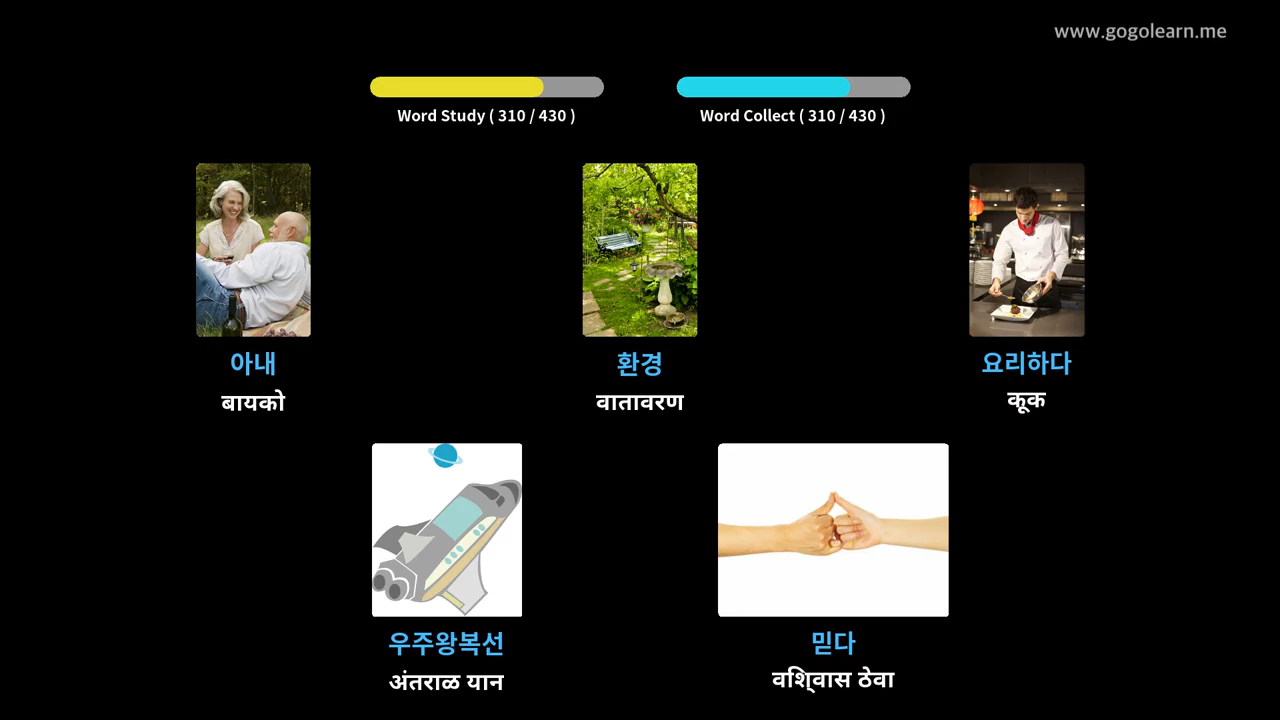 www.gogolearn.me
Word Study ( 310 / 430 )
Word Collect ( 310 / 430 )
아내
बायको
환경
वातावरण
요리하다
कूक
우주왕복선
अंतराळ यान
믿다
वशि्वास ठेवा